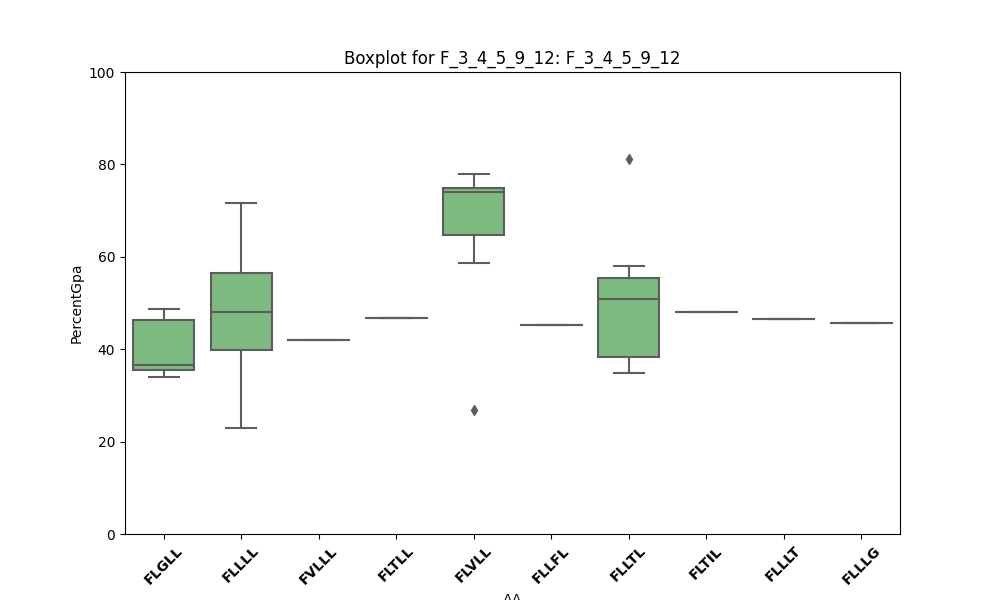 Boxplot for F_3_4_5_9_12: F_3_4_5_9_12
100
80
60
40
20
0
PercentGpa
FLGLL FLLLL FVLLL FLTLL FLVLL FLLFL FLLTL FLTIL FLLLT FLLLG
AA